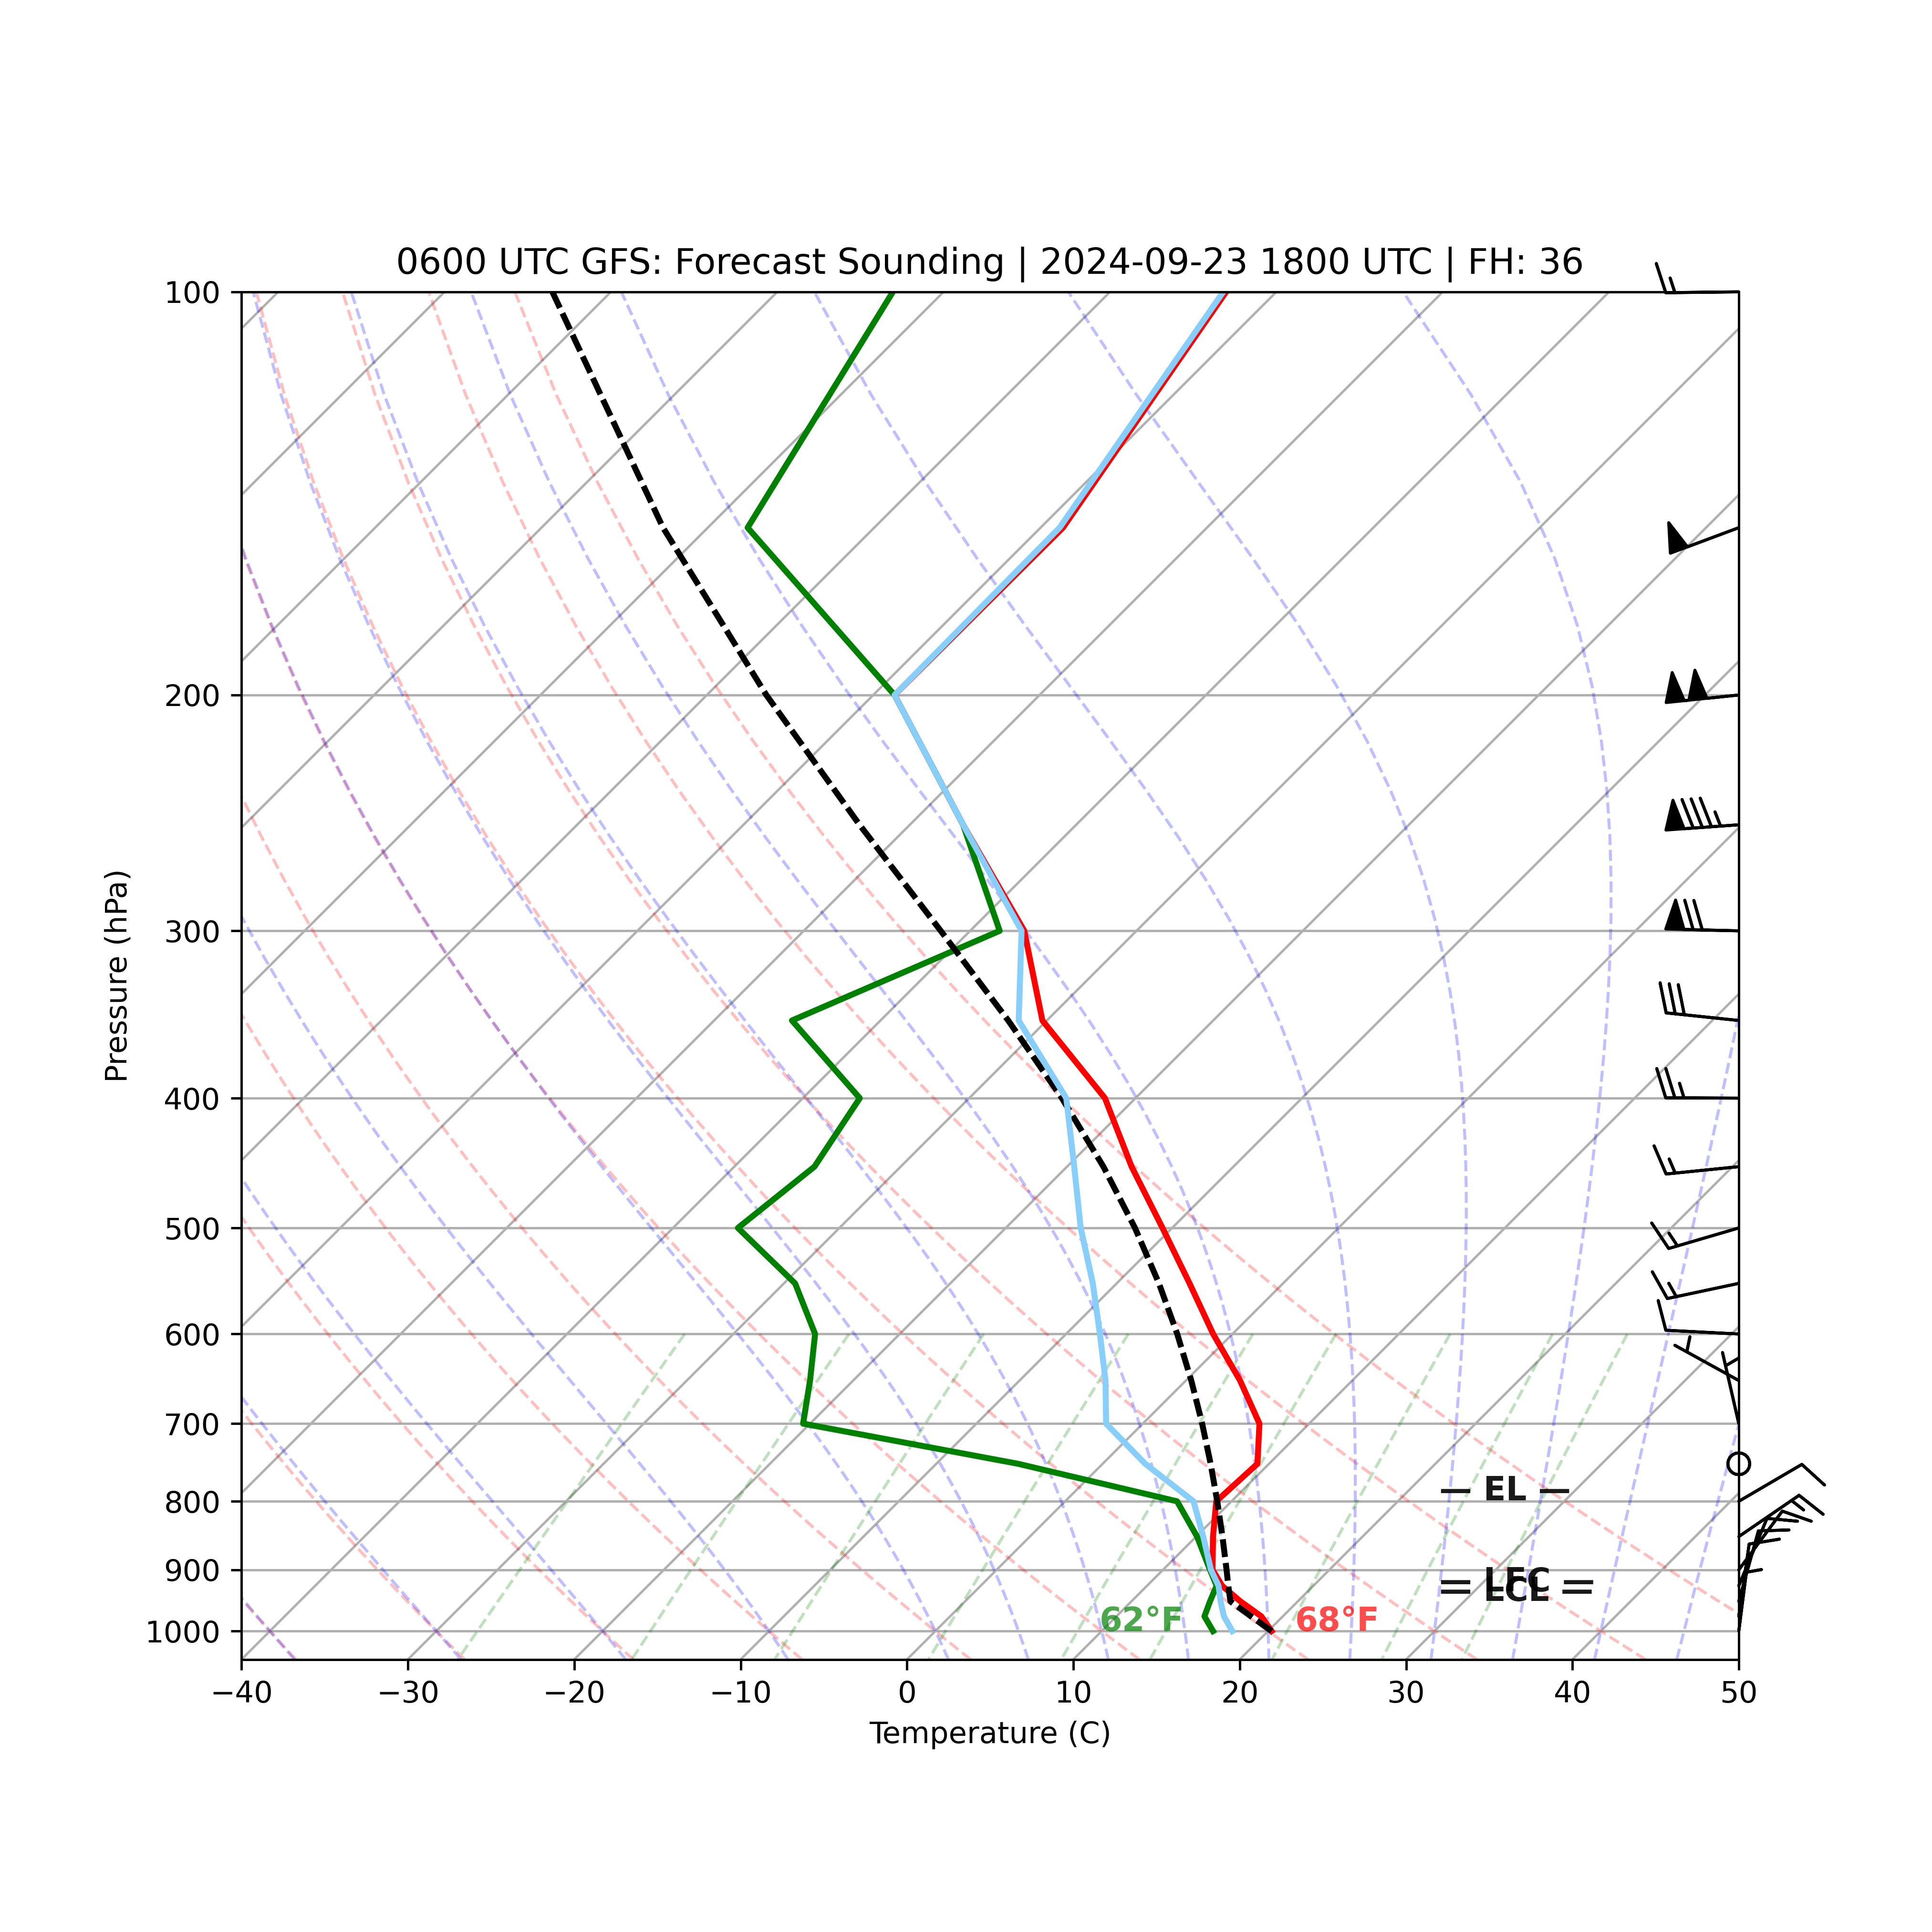 0600 UTC GFS: Forecast Sounding | 2024-09-23 1800 UTC | FH: 36
100
200
300
400
500
600
700
800
900
1000
Pressure (hPa)
— EL —
— LFC —
— LCL —
62°F
68°F
−40 −30 −20 −10 0 10 20 30 40 50
Temperature (C)